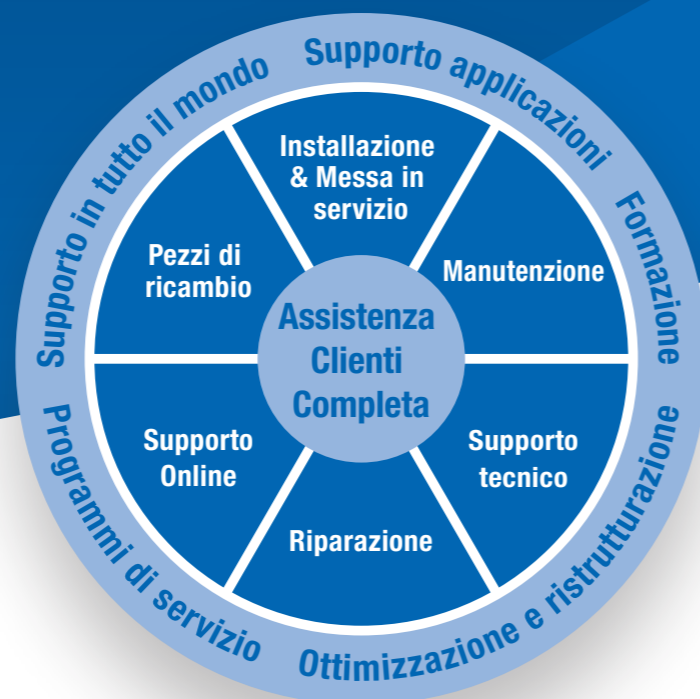 Supporto in tutto il mondo
Supporto applicazioni
Formazione
Ottimizzazione e ristrutturazione
Programmi di servizio
Installazione
& Messa in
servizio
Manutenzione
Supporto
tecnico
Riparazione
Supporto
Online
Pezzi di
ricambio
Assistenza
Clienti
Completa